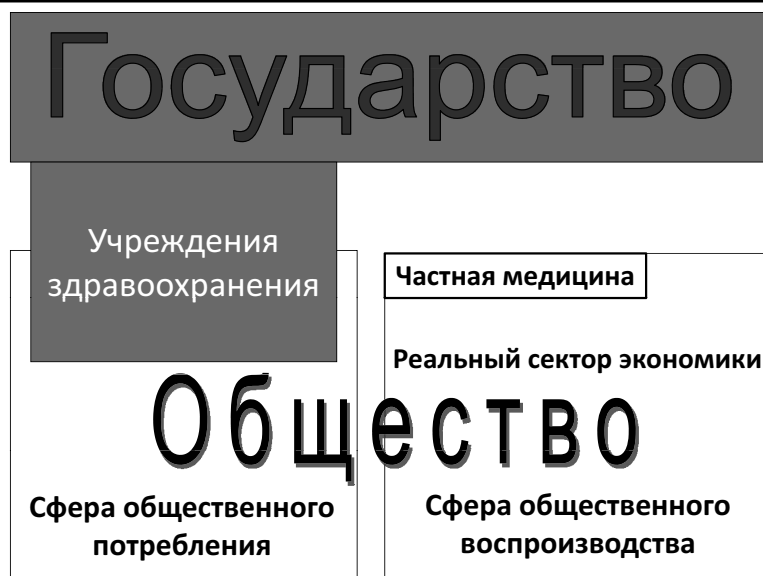 Государство
Учреждения
здравоохранения
Частная медицина
Реальный сектор экономики
Общество
Сфера общественного
потребления
Сфера общественного
воспроизводства